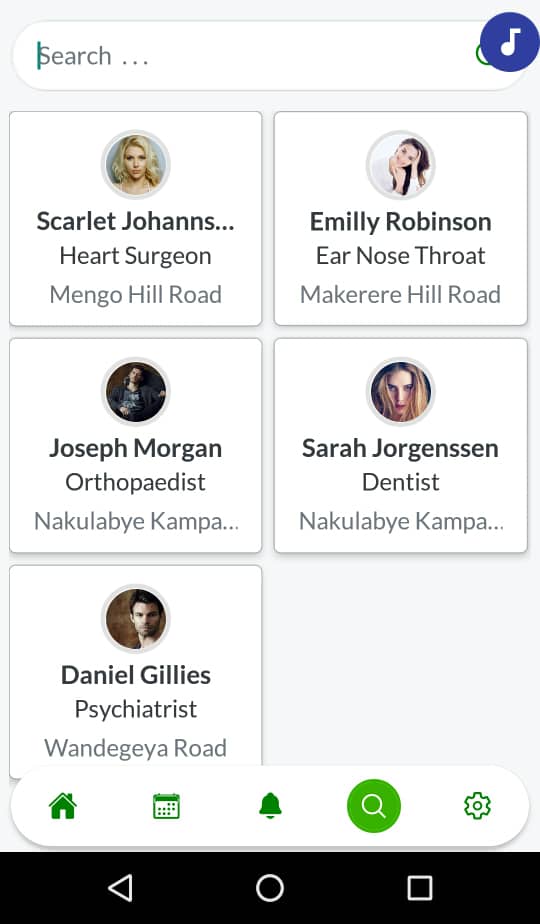 Search ...
Scarlet Johanns...
Heart Surgeon
Mengo Hill Road
Emilly Robinson
Ear Nose Throat
Makerere Hill Road
Joseph Morgan
Orthopaedist
Nakulabye Kampa...
Sarah Jorgenssen
Dentist
Nakulabye Kampa...
Daniel Gillies
Psychiatrist
Wandegeya Road